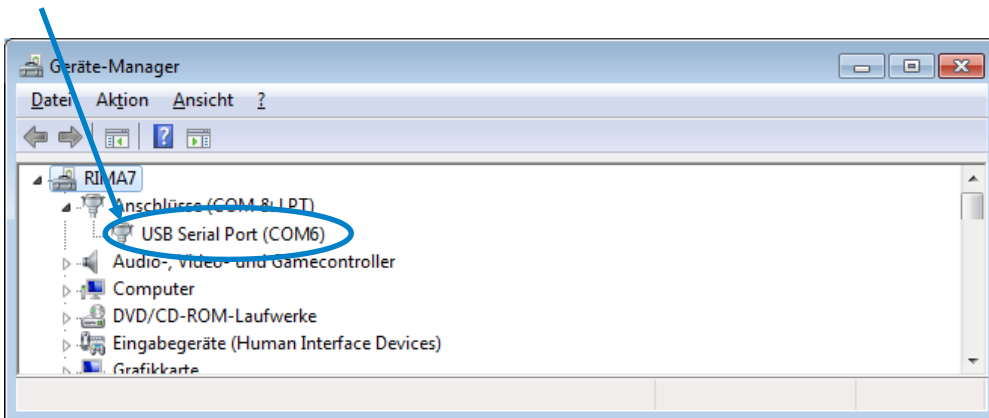 Geräte-Manager
Datei Aktion Ansicht ?
?
RIMA7
Anschlüsse (COM & LPT)
USB Serial Port (COM6)
Audio-, Video- und Gamecontroller
Computer
DVD/CD-ROM-Laufwerke
Eingabegeräte (Human Interface Devices)
Grafikkarte